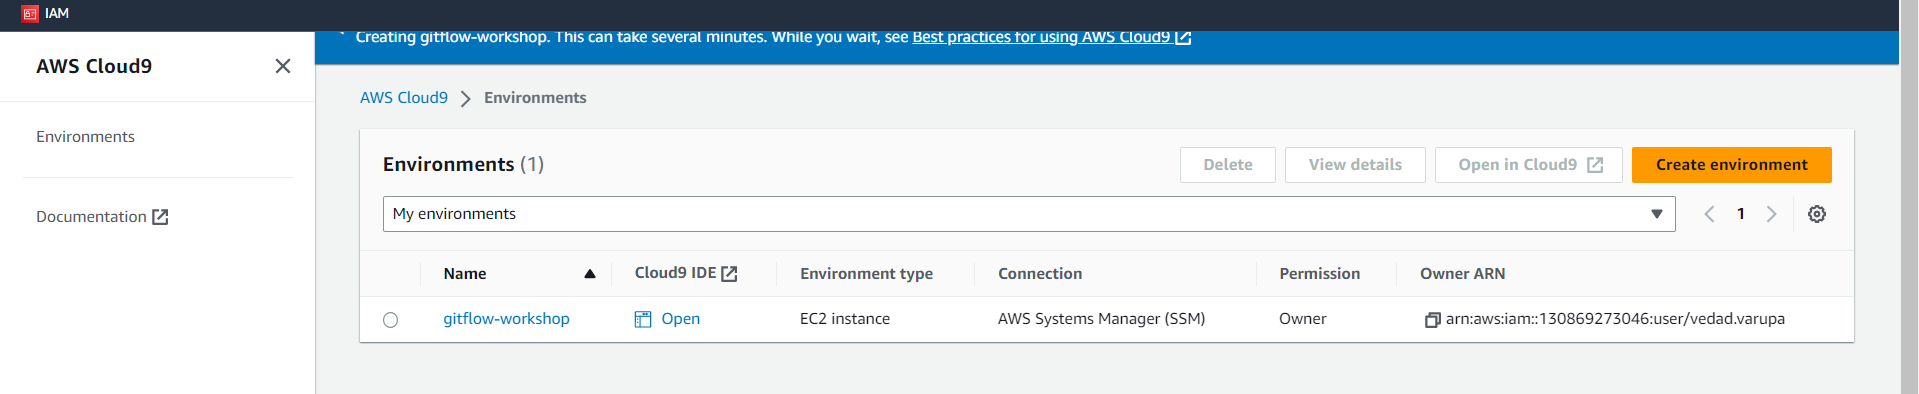 IAM
Creating gitflow-workshop. This can take several minutes. While you wait, see Best practices for using AWS Cloud9
AWS Cloud9
Environments
Documentation
AWS Cloud9 > Environments
Environments (1)
Delete
View details
Open in Cloud9
Create environment
My environments
1
Name Cloud9 IDE Environment type Connection Permission Owner ARN
gitflow-workshop Open EC2 instance AWS Systems Manager (SSM) Owner arn:aws:iam::130869273046:user/vedad.varupa